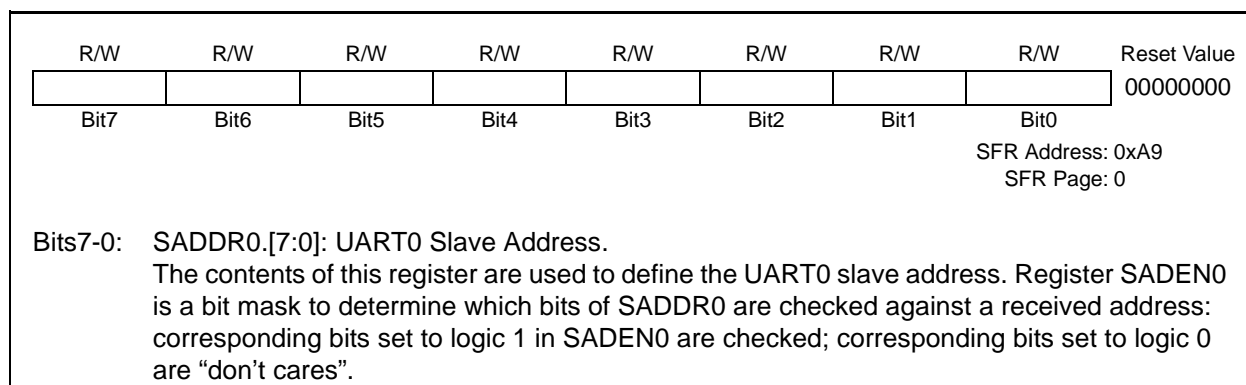 R/W R/W R/W R/W R/W R/W R/W R/W Reset Value
00000000
Bit7 Bit6 Bit5 Bit4 Bit3 Bit2 Bit1 Bit0
SFR Address: 0xA9
SFR Page: 0
Bits7-0: SADDR0.[7:0]: UART0 Slave Address.
The contents of this register are used to define the UART0 slave address. Register SADEN0
is a bit mask to determine which bits of SADDR0 are checked against a received address:
corresponding bits set to logic 1 in SADEN0 are checked; corresponding bits set to logic 0
are “don’t cares”.